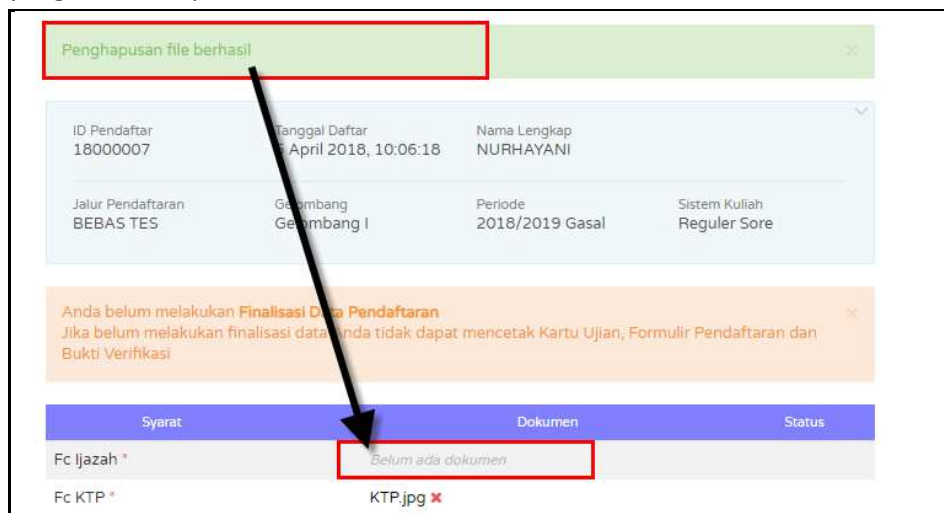 Penghapusan file berhasil
ID Pendaftar Tanggal Daftar Nama Lengkap
18000007 April 2018, 10:06:18 NURHAYANI
Jalur Pendaftaran Gelombang Periode Sistem Kuliah
BEBAS TES Gelombang I 2018/2019 Gasal Reguler Sore
Anda belum melakukan Finalisasi Data Pendaftaran
Jika belum melakukan finalisasi data Anda tidak dapat mencetak Kartu Ujian, Formulir Pendaftaran dan
Bukti Verifikasi
Syarat Dokumen Status
Fc Ijazah * Belum ada dokumen
Fc KTP * KTP.jpg ✖